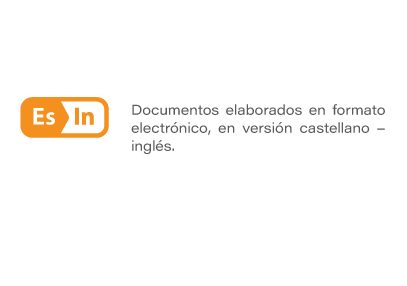 Es In
Documentos elaborados en formato
electrónico, en versión castellano –
inglés.